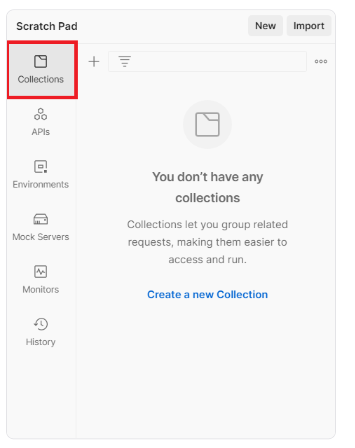 Scratch Pad
New
Import
Collections
APIs
Environments
Mock Servers
Monitors
History
You don't have any
collections
Collections let you group related
requests, making them easier to
access and run.
Create a new Collection